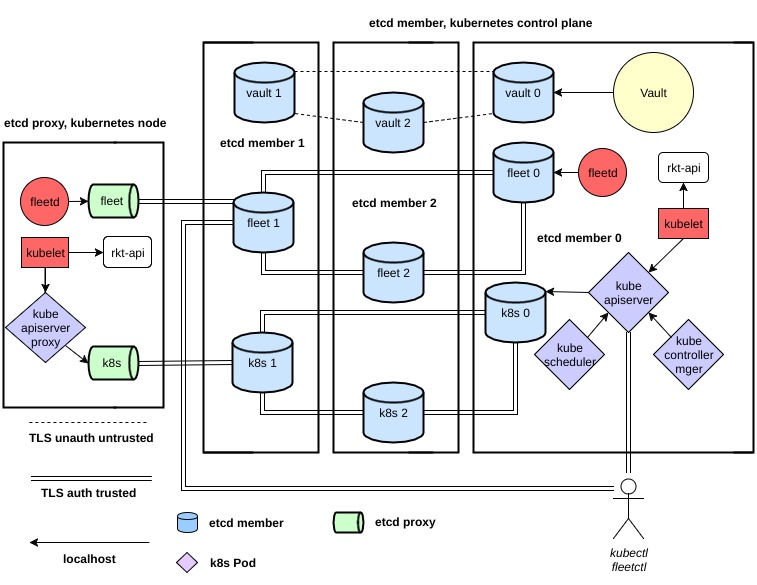 etcd member, kubernetes control plane
vault 1
vault 0
Vault
vault 2
etcd proxy, kubernetes node
etcd member 1
fleet 0
fleetd
rkt-api
fleetd
fleet
etcd member 2
fleet 1
kubelet
etcd member 0
kubelet
rkt-api
fleet 2
kube
apiserver
kube
apiserver
proxy
k8s 0
k8s
k8s 1
kube
scheduler
kube
controller
mger
k8s 2
TLS unauth untrusted
TLS auth trusted
etcd member
etcd proxy
localhost
k8s Pod
kubectl
fleetctl